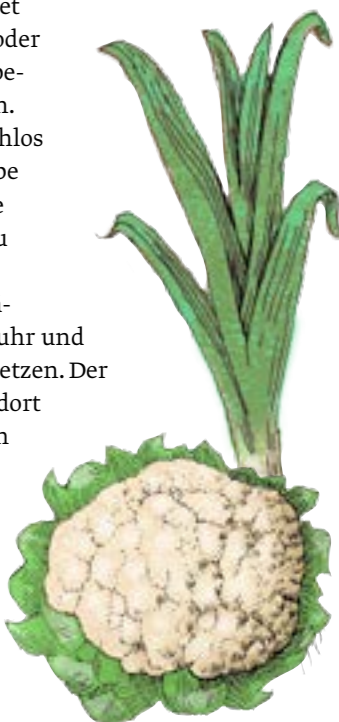 et
oder
be-
n.
hlos
be
e
u
n-
uhr und
etzen. Der
dort
n